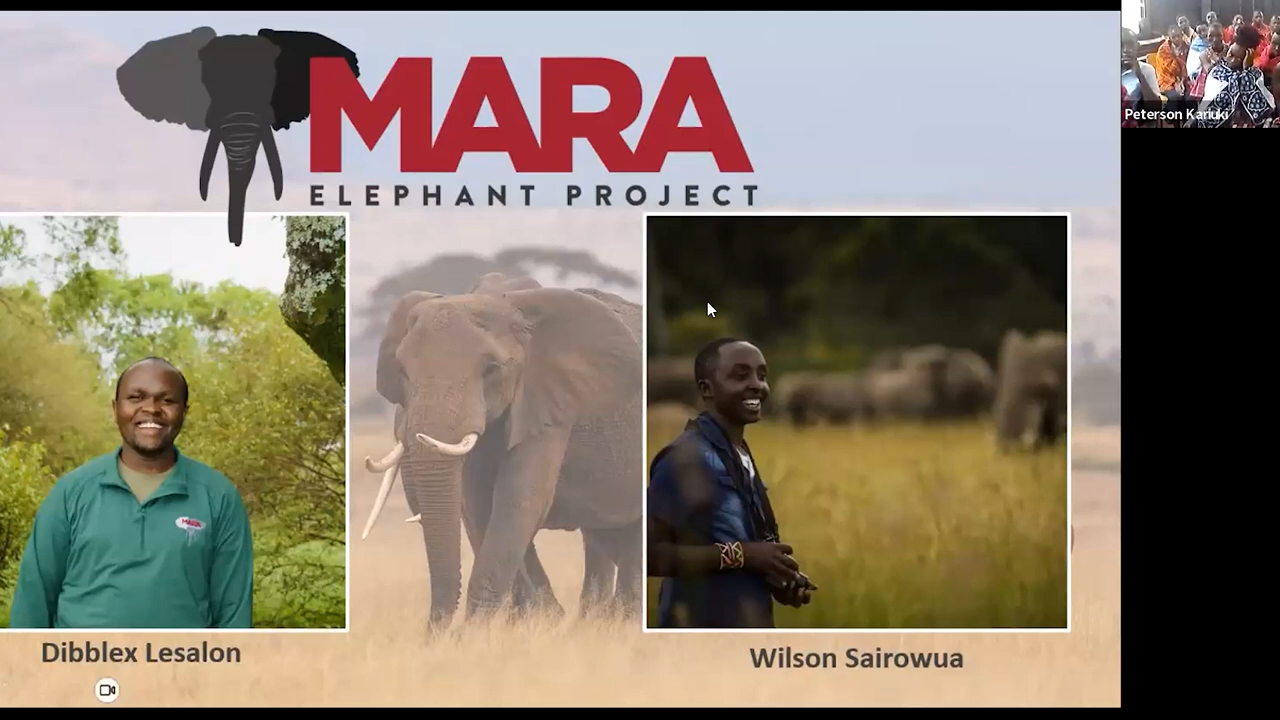 MARA
ELEPHANT PROJECT
Peterson Kariuki
MARA
Dibblex Lesalon
Wilson Sairowua